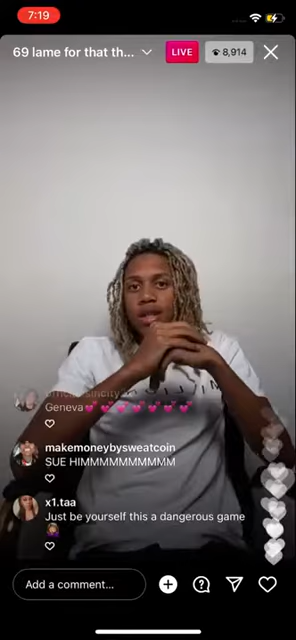 7:19
69 lame for that th...
LIVE
8,914
Geneva💕💕💕💕💕💕💕
makemoneybysweatcoin
SUE HIMMMMMMMMMM
x1.taa
Just be yourself this a dangerous game
🤷🏾‍♀️
Add a comment...